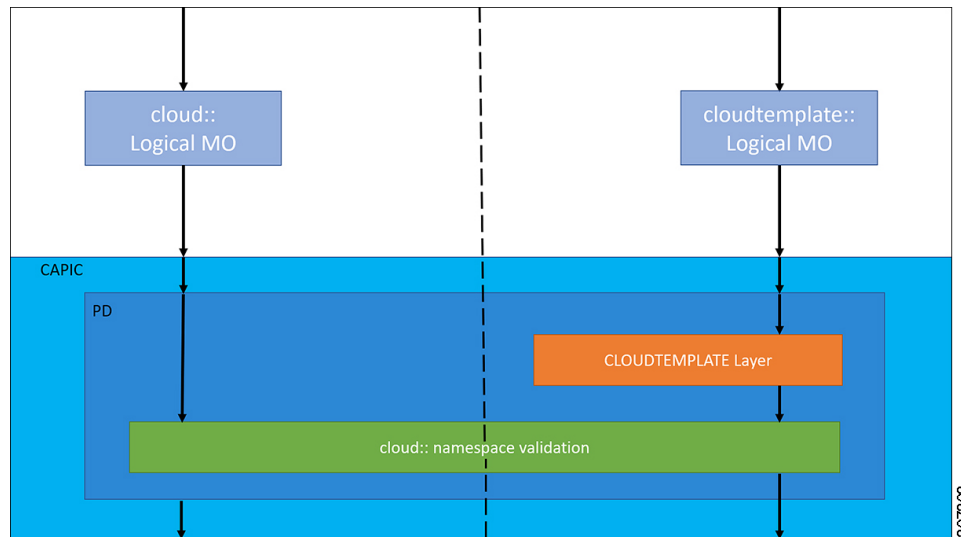 cloud::
Logical MO
cloudtemplate::
Logical MO
CAPIC
PD
CLOUDTEMPLATE Layer
cloud:: namespace validation